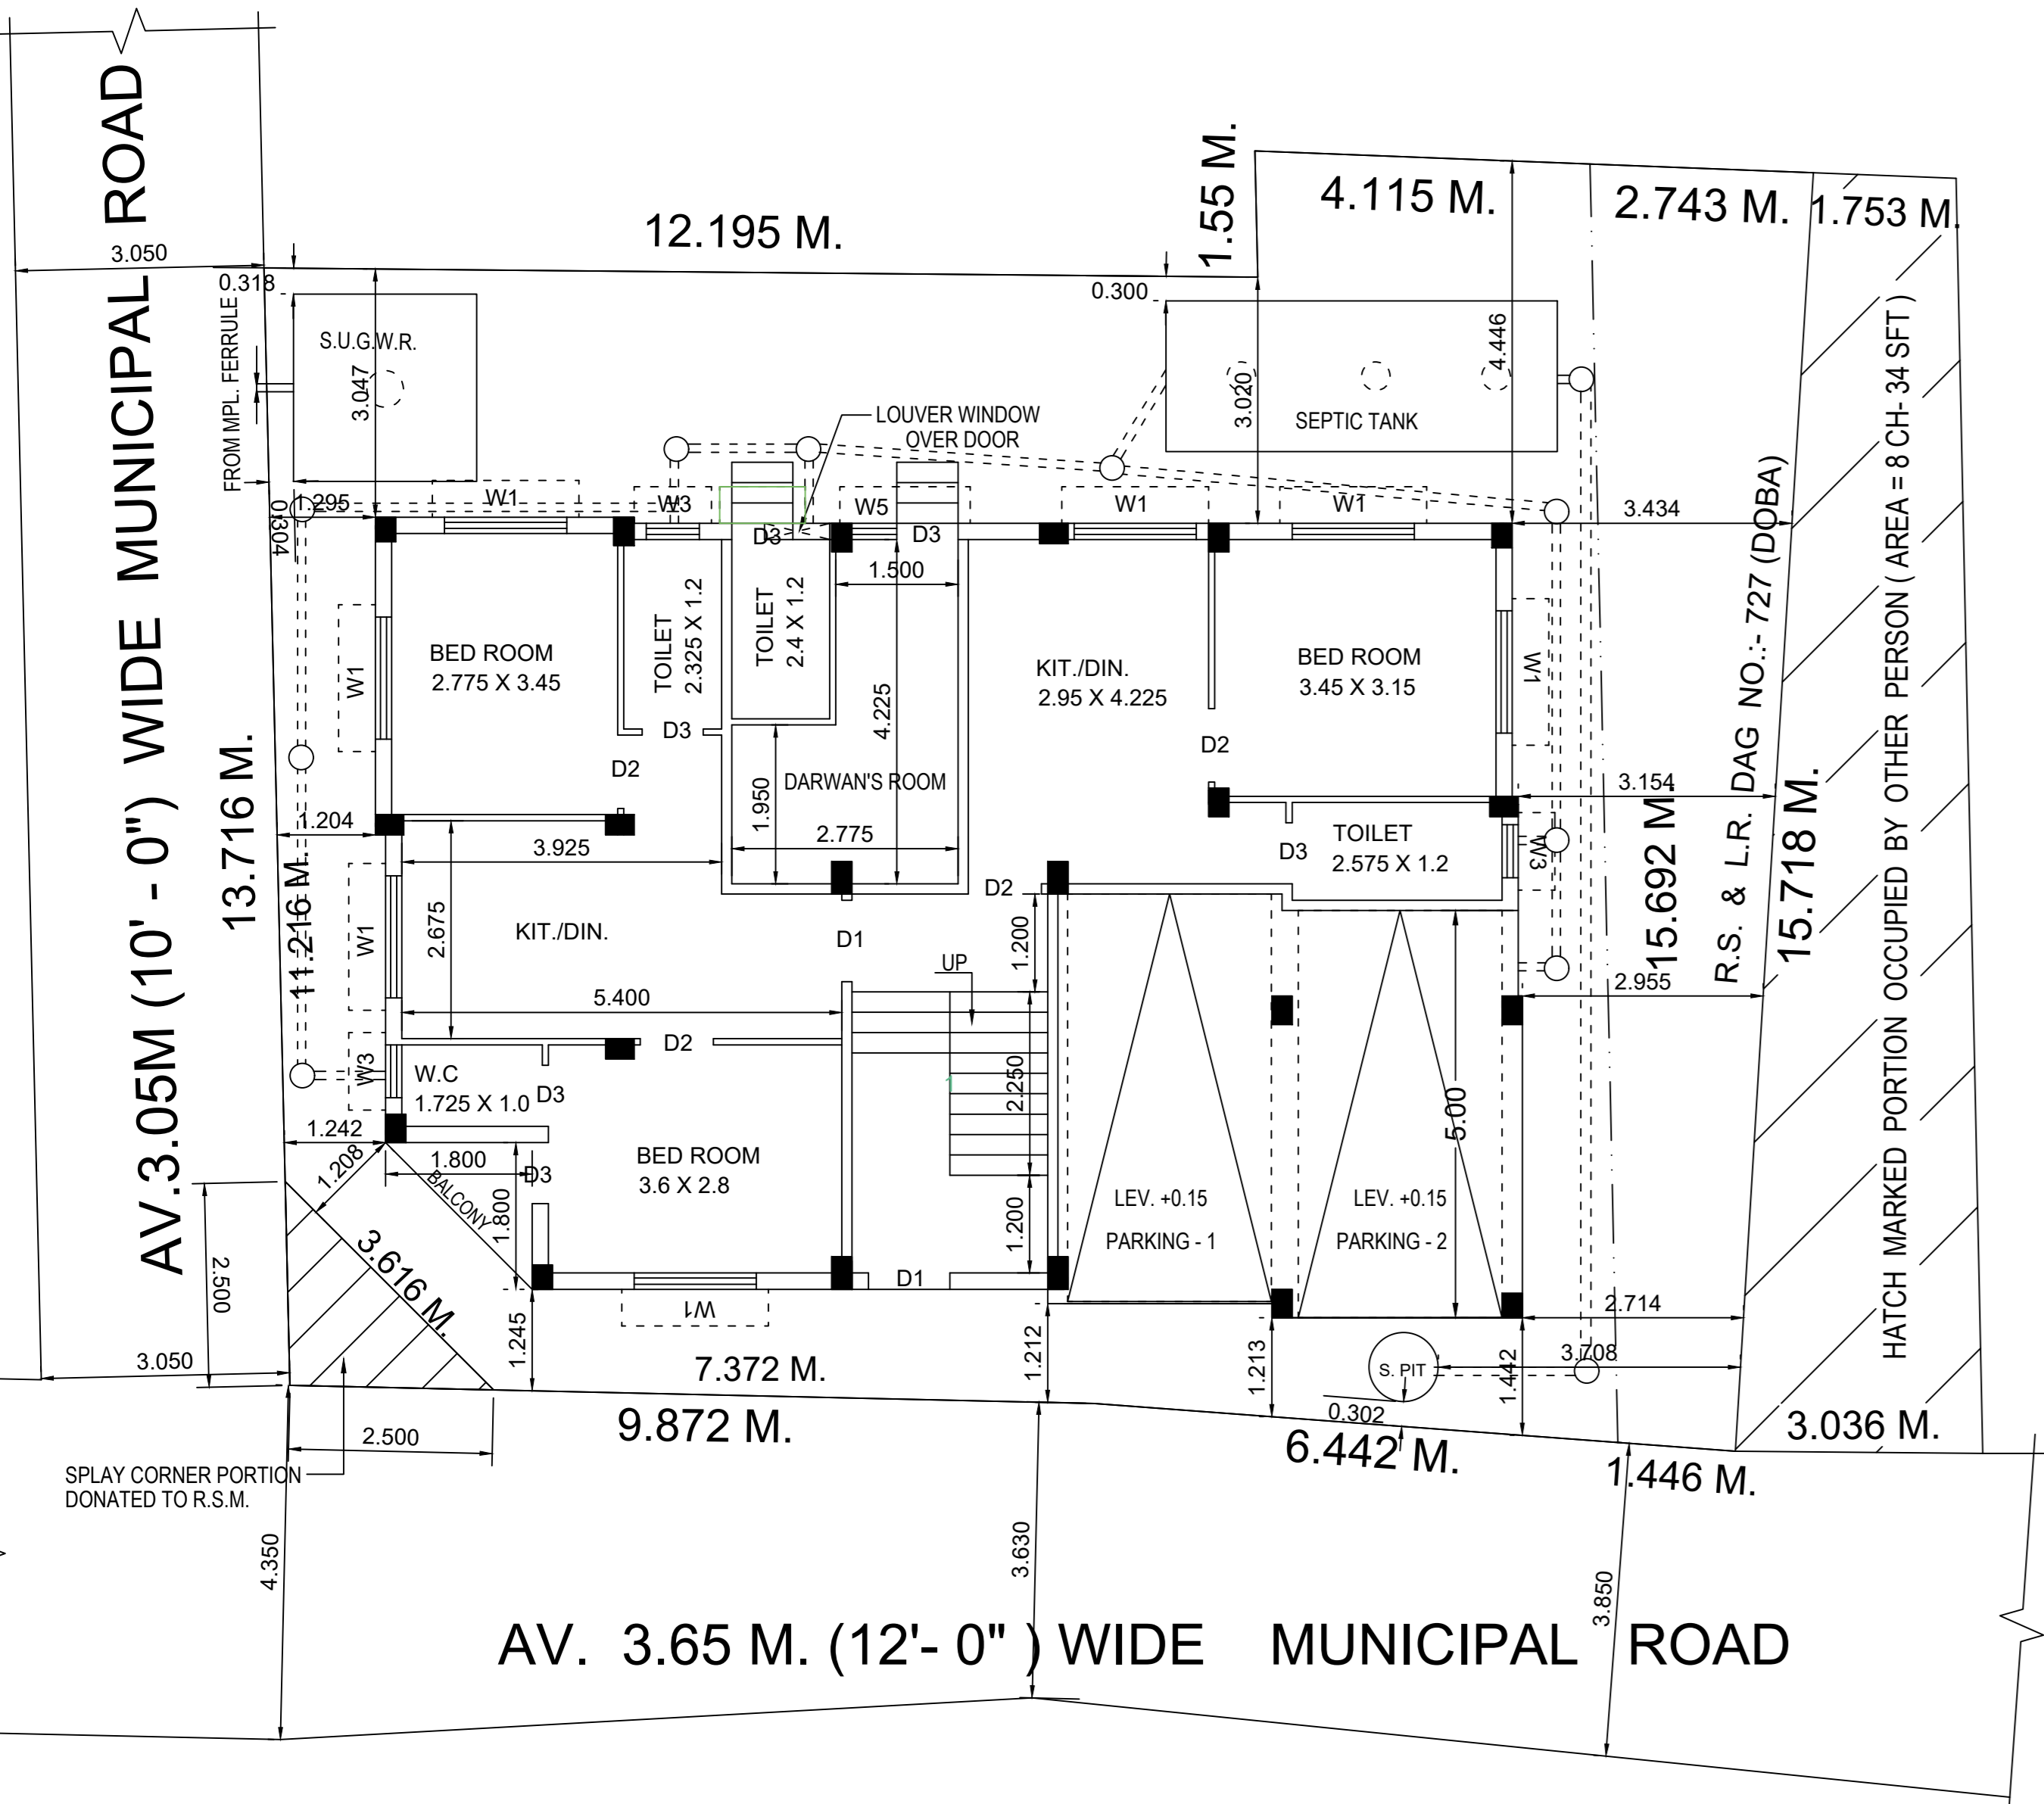 AV.3.05M (10' - 0") WIDE MUNICIPAL ROAD
3.050
0.318
FROM MPL. FERRULE
S.U.G.W.R.
3.047
12.195 M.
1.55 M.
4.115 M.
2.743 M.
1.753 M.
0.300
3.020
4.446
SEPTIC TANK
LOUVER WINDOW
OVER DOOR
1.295
0.304
W1
W3
W5
W1
W1
3.434
D3
D3
1.500
BED ROOM
2.775 X 3.45
W1
TOILET
2.325 X 1.2
TOILET
2.4 X 1.2
4.225
KIT./DIN.
2.95 X 4.225
BED ROOM
3.45 X 3.15
W1
D3
D2
D2
1.950
DARWAN'S ROOM
2.775
3.154
13.716 M.
1.204
3.925
TOILET
2.575 X 1.2
D3
W3
D2
11.216 M.
W1
2.675
KIT./DIN.
D1
1.200
UP
5.400
2.955
15.692 M.
R.S. & L.R. DAG NO.:- 727 (DOBA)
15.718 M.
HATCH MARKED PORTION OCCUPIED BY OTHER PERSON ( AREA = 8 CH- 34 SFT )
D2
W3
W.C
1.725 X 1.0
D3
1
2.250
5.00
1.242
1.208
1.800
BALCONY
1.800
D3
BED ROOM
3.6 X 2.8
1.200
LEV. +0.15
PARKING - 1
LEV. +0.15
PARKING - 2
2.500
3.616 M.
D1
W1
2.714
1.245
1.212
1.213
1.442
S. PIT
3.708
3.050
7.372 M.
0.302
9.872 M.
6.442 M.
1.446 M.
3.036 M.
2.500
SPLAY CORNER PORTION
DONATED TO R.S.M.
4.350
3.630
3.850
AV. 3.65 M. (12'- 0" ) WIDE MUNICIPAL ROAD